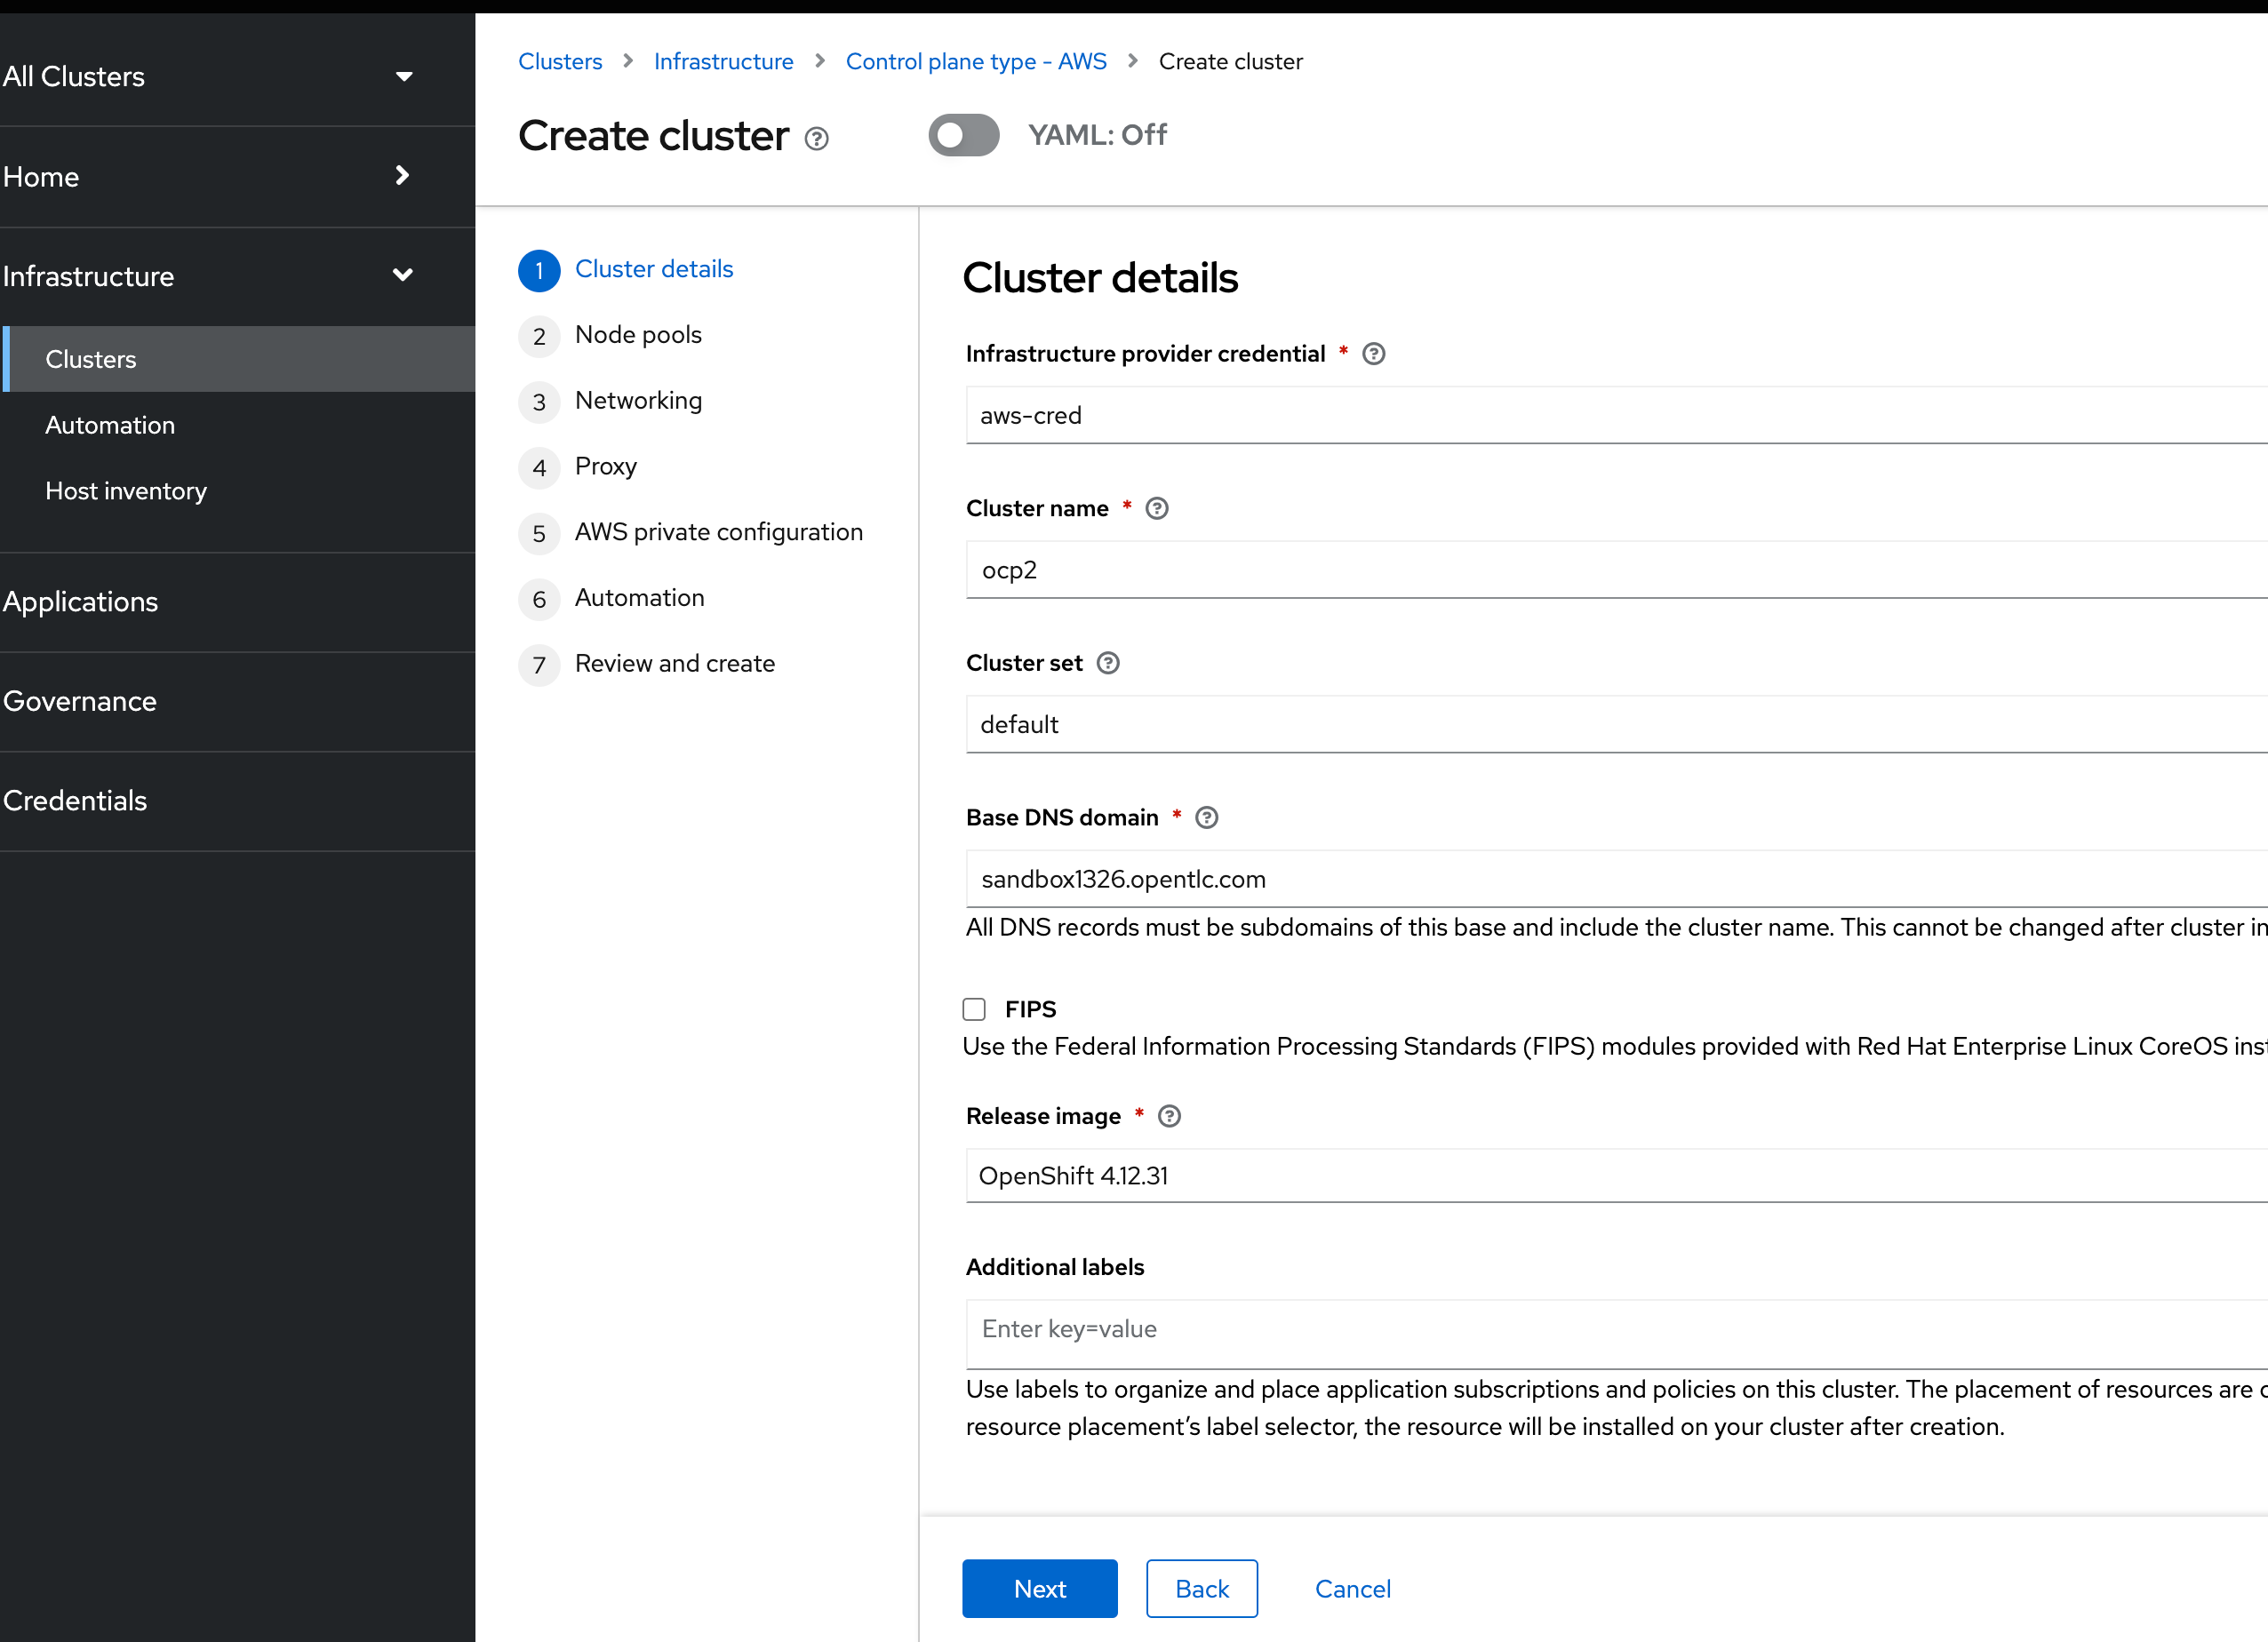 All Clusters
Home
Infrastructure
Clusters
Automation
Host inventory
Applications
Governance
Credentials
Clusters > Infrastructure > Control plane type - AWS > Create cluster
Create cluster
YAML: Off
1 Cluster details
2 Node pools
3 Networking
4 Proxy
5 AWS private configuration
6 Automation
7 Review and create
Cluster details
Infrastructure provider credential *
aws-cred
Cluster name *
ocp2
Cluster set
default
Base DNS domain *
sandbox1326.opentlc.com
All DNS records must be subdomains of this base and include the cluster name. This cannot be changed after cluster
FIPS
Use the Federal Information Processing Standards (FIPS) modules provided with Red Hat Enterprise Linux CoreOS
Release image *
OpenShift 4.12.31
Additional labels
Enter key=value
Use labels to organize and place application subscriptions and policies on this cluster. The placement of resources are
resource placement's label selector, the resource will be installed on your cluster after creation.
Next
Back
Cancel